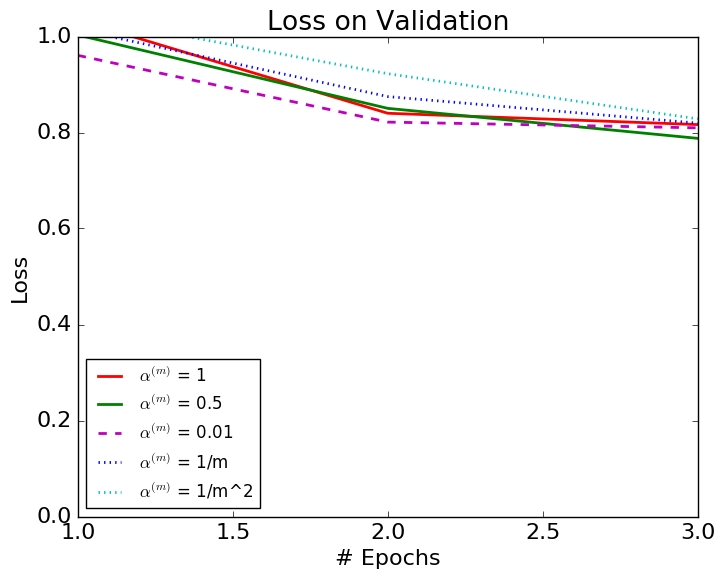 Loss on Validation
1.0
0.8
0.6
0.4
0.2
0.0
Loss
α^(m) = 1
α^(m) = 0.5
α^(m) = 0.01
α^(m) = 1/m
α^(m) = 1/m^2
1.0 1.5 2.0 2.5 3.0
# Epochs